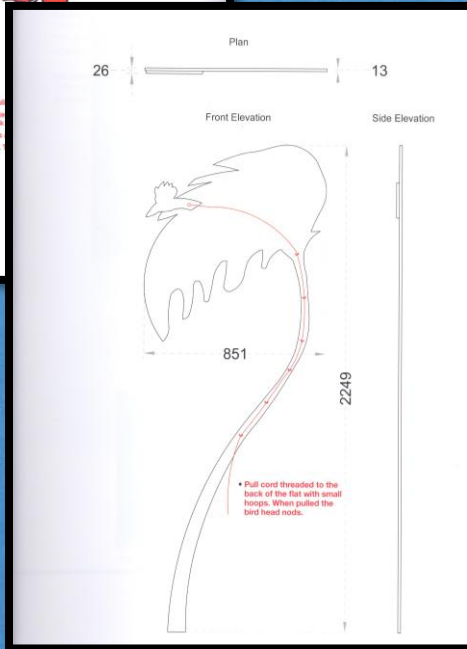 Plan
26
13
Front Elevation
Side Elevation
851
2249
• Pull cord threaded to the
back of the flat with small
hoops. When pulled the
bird head nods.